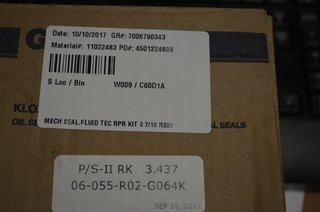 Date: 10/10/2017 GR#: 7006790343
Material#: 11022483 PO#: 4501224699
S Loc / Bin W009 / C60D1A
MECH SEAL,FLUID TEC RPR KIT 3 7/16 R320
KLO
OIL SE
AL SEALS
P/S-II RK 3.437
06-055-R02-G064K
SEP 28, 2017